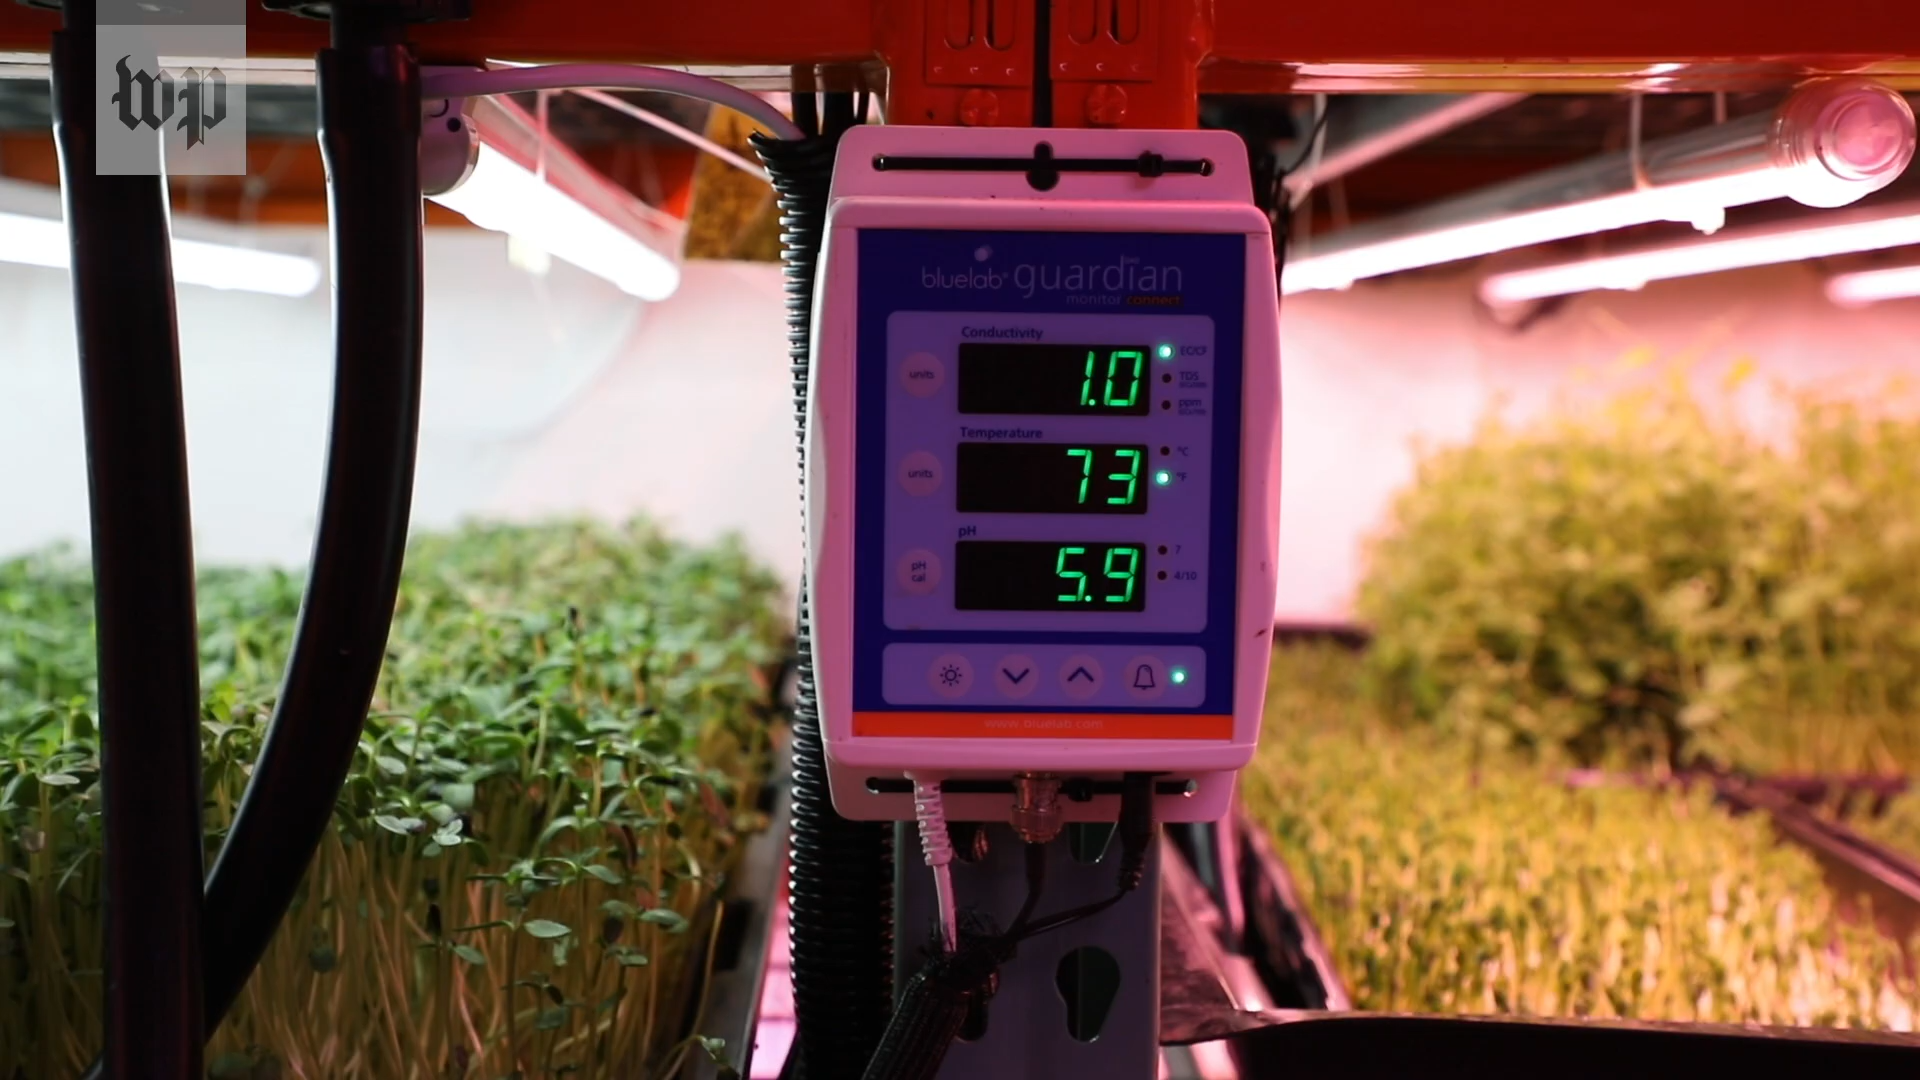 wp
bluelab® guardian
monitor connect
Conductivity
units
1.0
EC/CF
TDS
ppm
Temperature
units
73
°C
°F
pH
pH
cal
5.9
7
4/10
www.bluelab.com